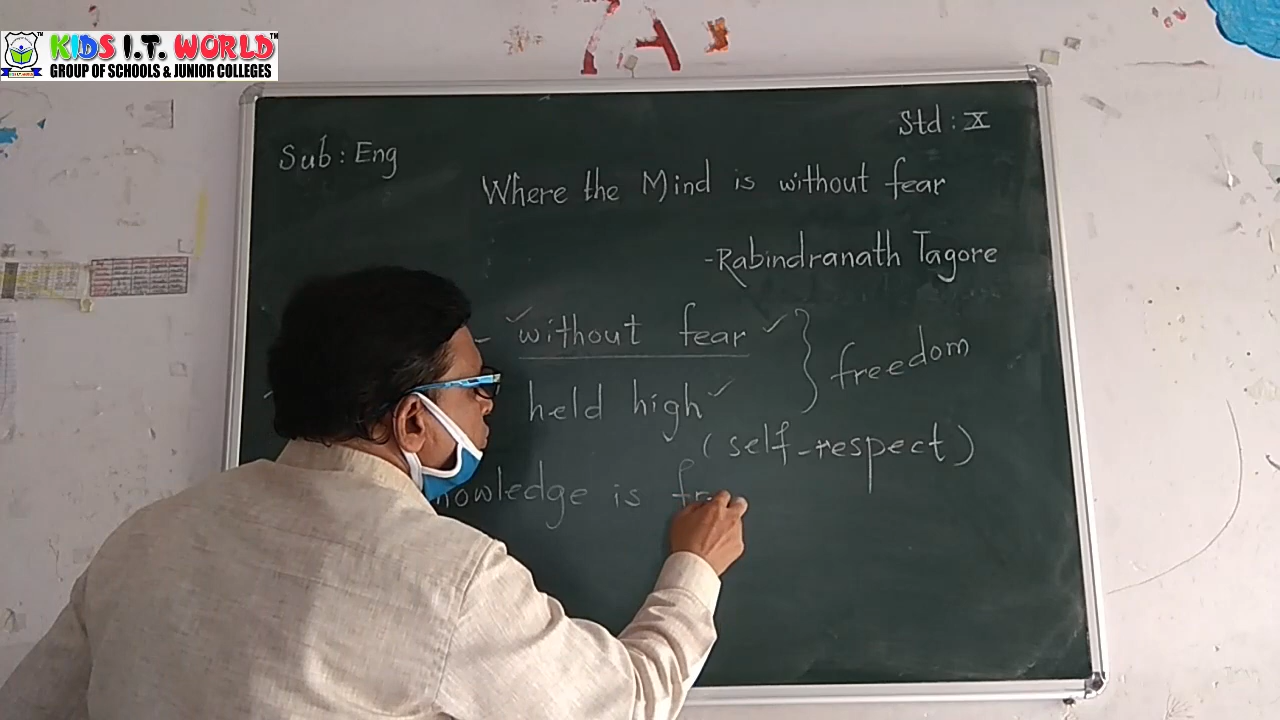 KIDS I.T. WORLD
GROUP OF SCHOOLS & JUNIOR COLLEGES
Std : X
Sub : Eng
Where the Mind is without fear
- Rabindranath Tagore
- without fear } freedom
held high
(self-respect)
nowledge is fr